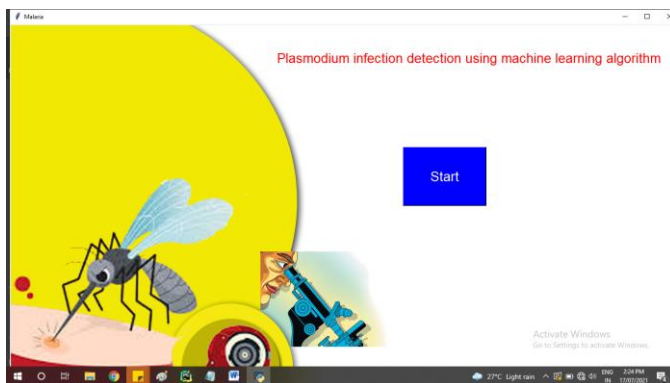 Malaria
Plasmodium infection detection using machine learning algorithm
Start
Activate Windows
Go to Settings to activate Windows.
27°C Light rain
ENG
IN
2:24 PM
17/07/2021